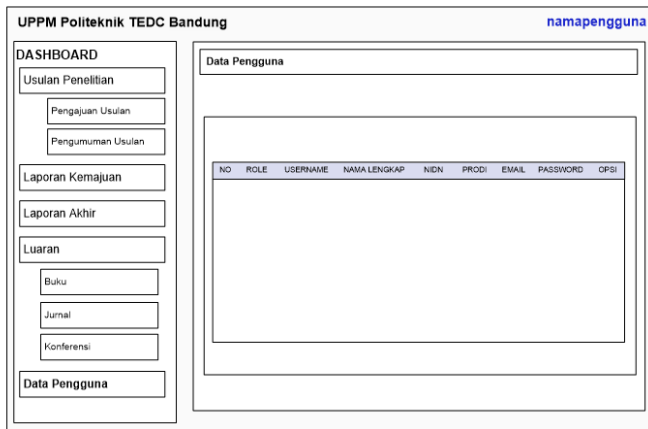 UPPM Politeknik TEDC Bandung
namapengguna
DASHBOARD
Usulan Penelitian
Pengajuan Usulan
Pengumuman Usulan
Laporan Kemajuan
Laporan Akhir
Luaran
Buku
Jurnal
Konferensi
Data Pengguna
Data Pengguna
NO ROLE USERNAME NAMA LENGKAP NIDN PRODI EMAIL PASSWORD OPSI